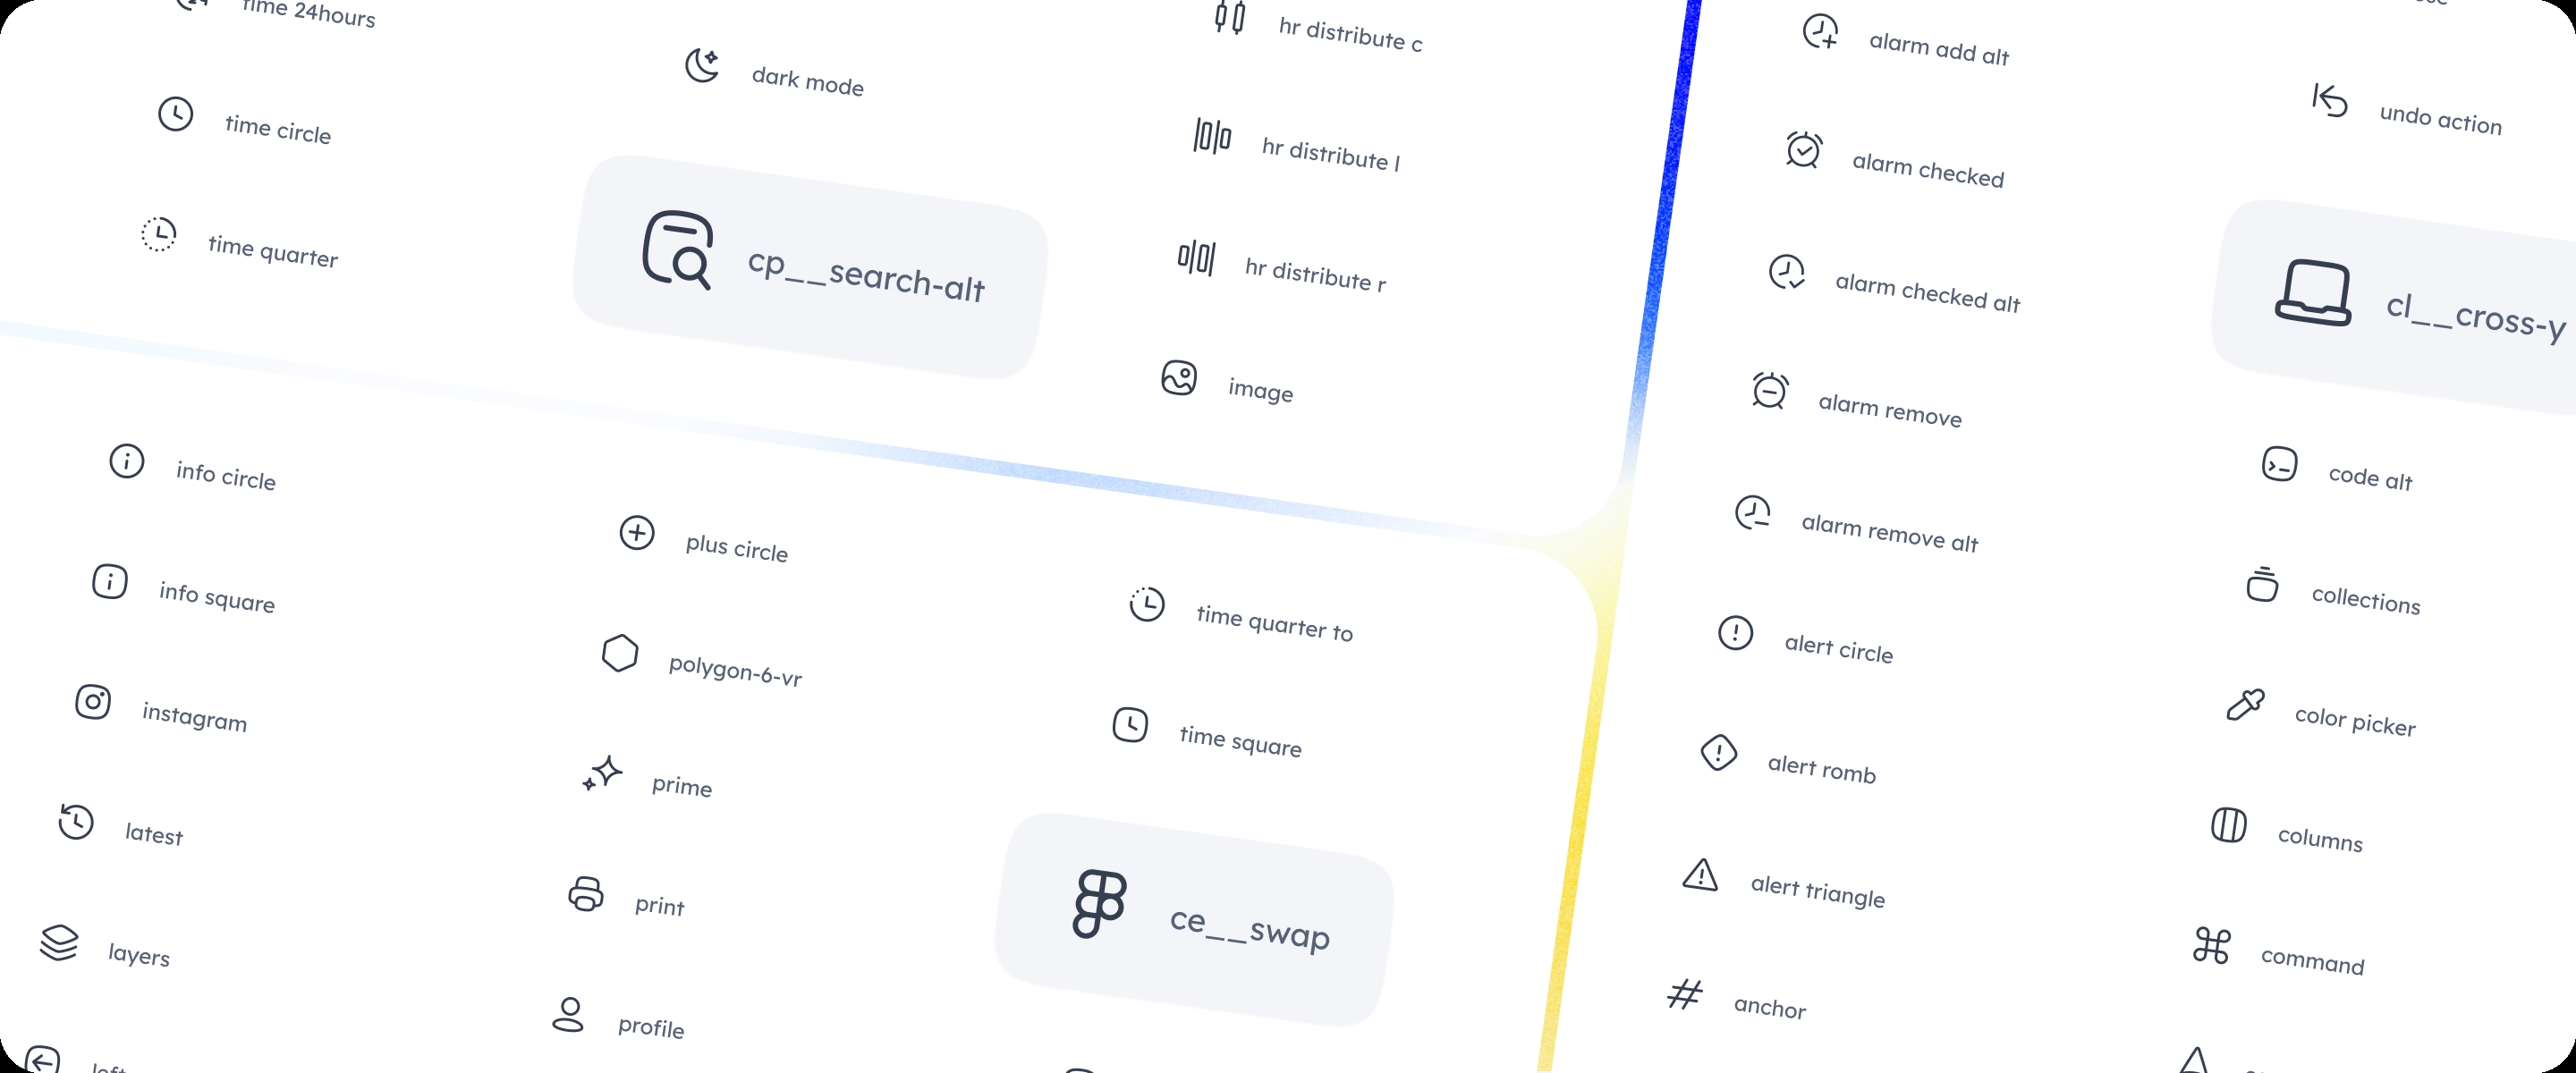 time 24hours
time circle
time quarter
dark mode
cp__search-alt
hr distribute c
hr distribute l
hr distribute r
image
info circle
info square
instagram
latest
layers
plus circle
polygon-6-vr
prime
print
profile
time quarter to
time square
ce__swap
alarm add alt
alarm checked
alarm checked alt
alarm remove
alarm remove alt
alert circle
alert romb
alert triangle
anchor
undo action
cl__cross-y
code alt
collections
color picker
columns
command